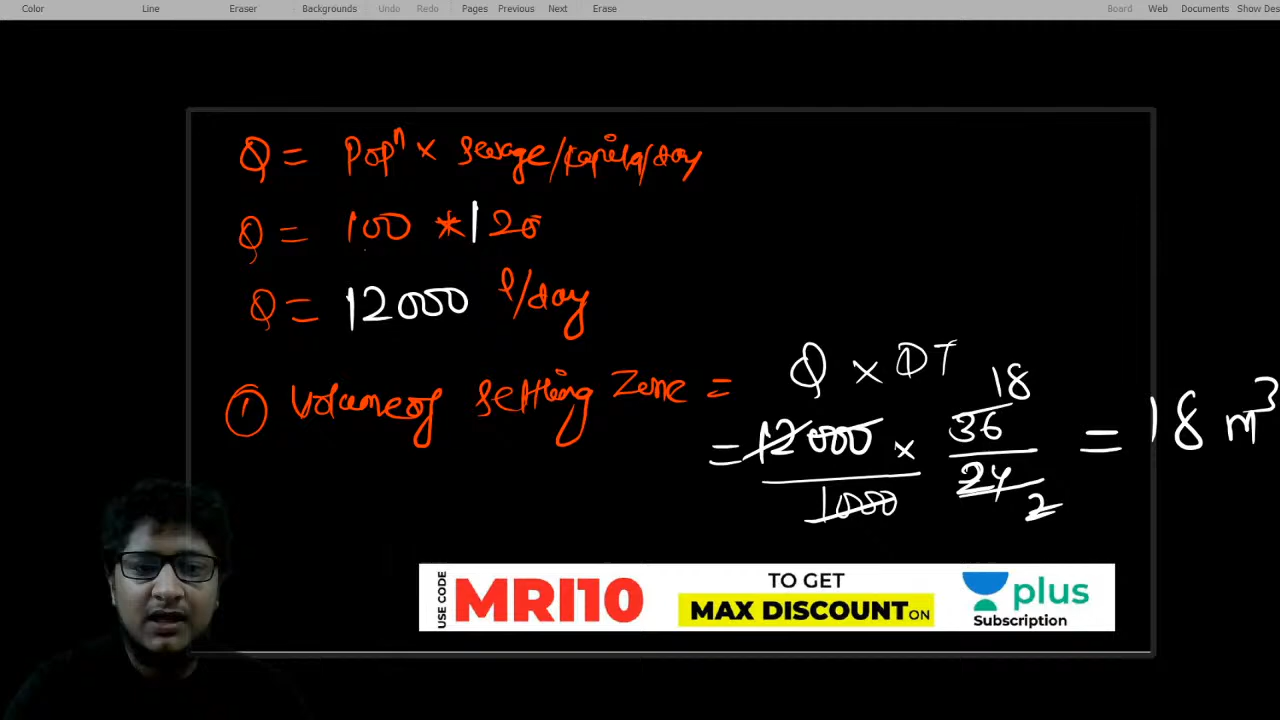 Color Line Eraser Backgrounds Undo Redo Pages Previous Next Erase Board Web Documents Show Des
Q = Popn × Sewage/Capita/day
Q = 100 * 120
Q = 12000 l/day
① Volume of Settling Zone = Q × DT
= 12000/1000 × 36/24 18 2 = 18 m³
USE CODE
MRI10
TO GET
MAX DISCOUNT ON
plus
Subscription